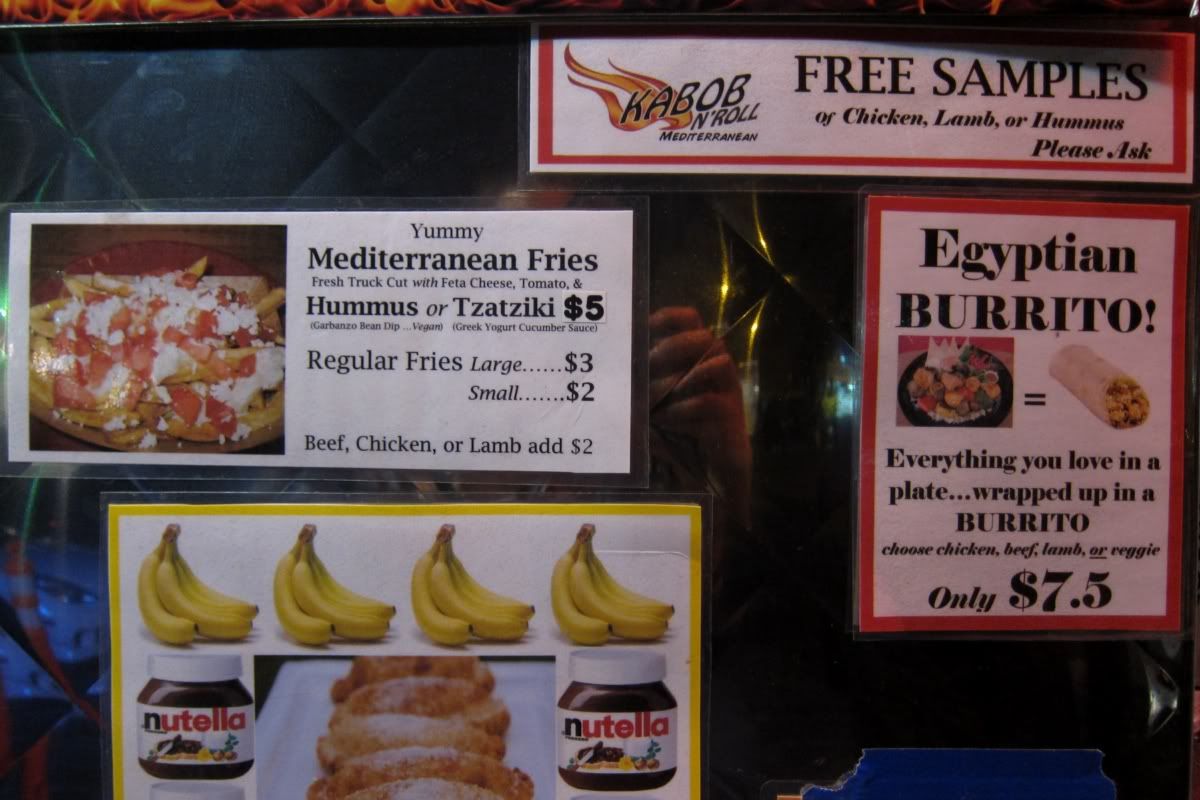 KABOB
N'ROLL
MEDITERRANEAN
FREE SAMPLES
of Chicken, Lamb, or Hummus
Please Ask
Yummy
Mediterranean Fries
Fresh Truck Cut with Feta Cheese, Tomato, &
Hummus or Tzatziki $5
(Garbanzo Bean Dip ...Vegan) (Greek Yogurt Cucumber Sauce)
Regular Fries Large......$3
Small.......$2
Beef, Chicken, or Lamb add $2
Egyptian
BURRITO!
=
Everything you love in a
plate...wrapped up in a
BURRITO
choose chicken, beef, lamb, or veggie
Only $7.5
nutella
nutella